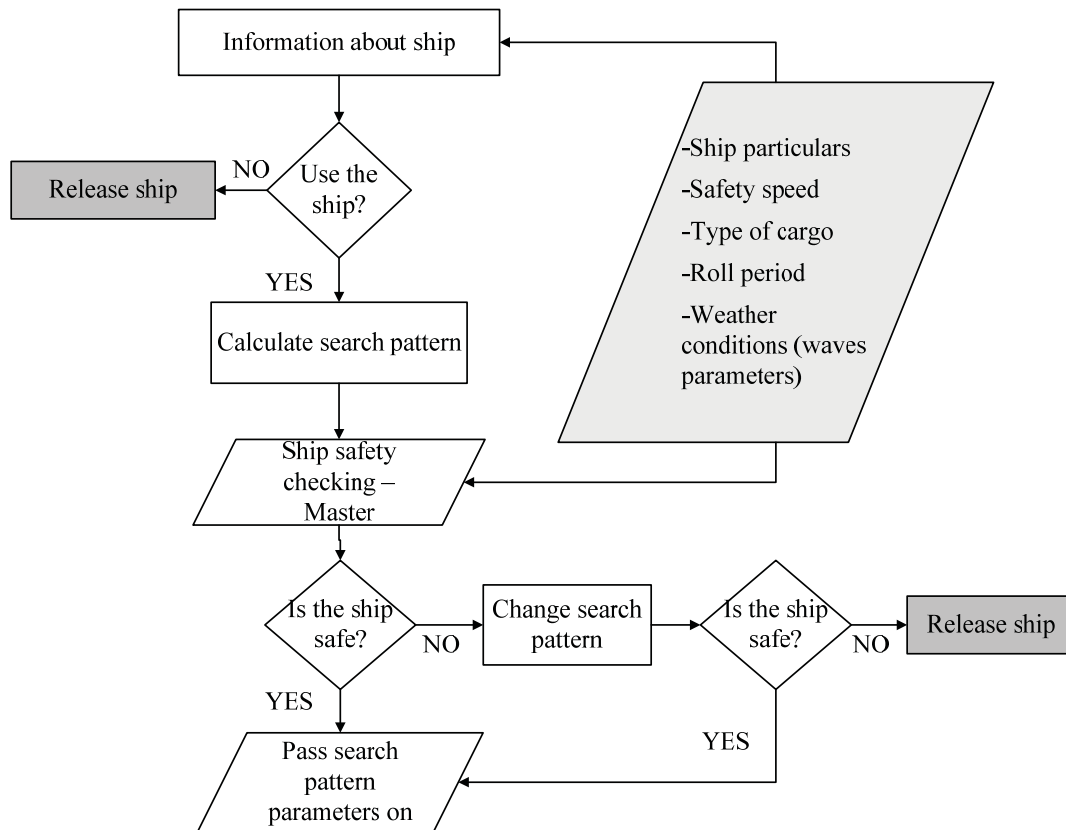 Information about ship
NO
Use the
ship?
Release ship
YES
Calculate search pattern
-Ship particulars
-Safety speed
-Type of cargo
-Roll period
-Weather
conditions (waves
parameters)
Ship safety
checking –
Master
Is the ship
safe?
NO
Change search
pattern
Is the ship
safe?
NO
Release ship
YES
YES
Pass search
pattern
parameters on